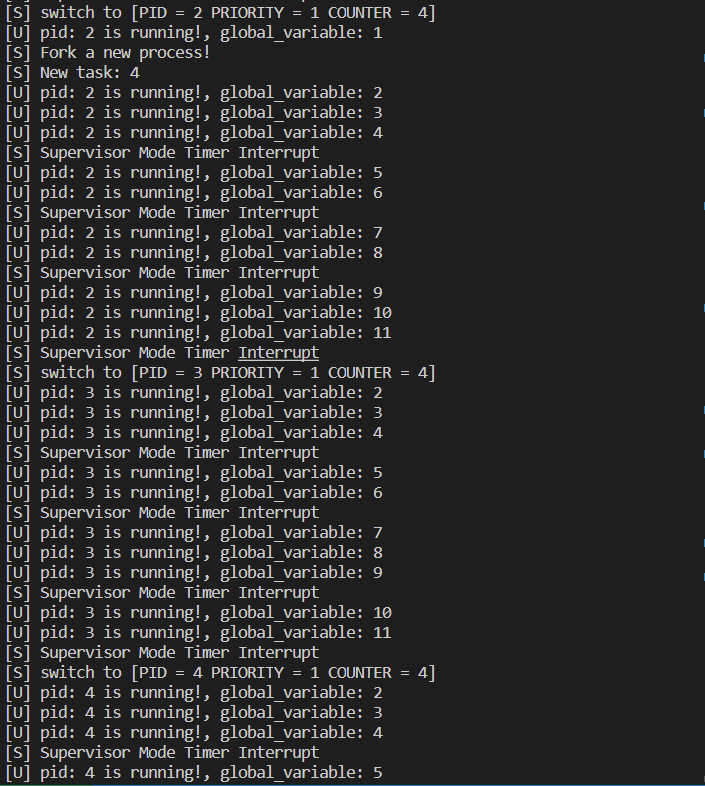 [S] switch to [PID = 2 PRIORITY = 1 COUNTER = 4]
[U] pid: 2 is running!, global_variable: 1
[S] Fork a new process!
[S] New task: 4
[U] pid: 2 is running!, global_variable: 2
[U] pid: 2 is running!, global_variable: 3
[U] pid: 2 is running!, global_variable: 4
[S] Supervisor Mode Timer Interrupt
[U] pid: 2 is running!, global_variable: 5
[U] pid: 2 is running!, global_variable: 6
[S] Supervisor Mode Timer Interrupt
[U] pid: 2 is running!, global_variable: 7
[U] pid: 2 is running!, global_variable: 8
[S] Supervisor Mode Timer Interrupt
[U] pid: 2 is running!, global_variable: 9
[U] pid: 2 is running!, global_variable: 10
[U] pid: 2 is running!, global_variable: 11
[S] Supervisor Mode Timer Interrupt
[S] switch to [PID = 3 PRIORITY = 1 COUNTER = 4]
[U] pid: 3 is running!, global_variable: 2
[U] pid: 3 is running!, global_variable: 3
[U] pid: 3 is running!, global_variable: 4
[S] Supervisor Mode Timer Interrupt
[U] pid: 3 is running!, global_variable: 5
[U] pid: 3 is running!, global_variable: 6
[S] Supervisor Mode Timer Interrupt
[U] pid: 3 is running!, global_variable: 7
[U] pid: 3 is running!, global_variable: 8
[U] pid: 3 is running!, global_variable: 9
[S] Supervisor Mode Timer Interrupt
[U] pid: 3 is running!, global_variable: 10
[U] pid: 3 is running!, global_variable: 11
[S] Supervisor Mode Timer Interrupt
[S] switch to [PID = 4 PRIORITY = 1 COUNTER = 4]
[U] pid: 4 is running!, global_variable: 2
[U] pid: 4 is running!, global_variable: 3
[U] pid: 4 is running!, global_variable: 4
[S] Supervisor Mode Timer Interrupt
[U] pid: 4 is running!, global_variable: 5